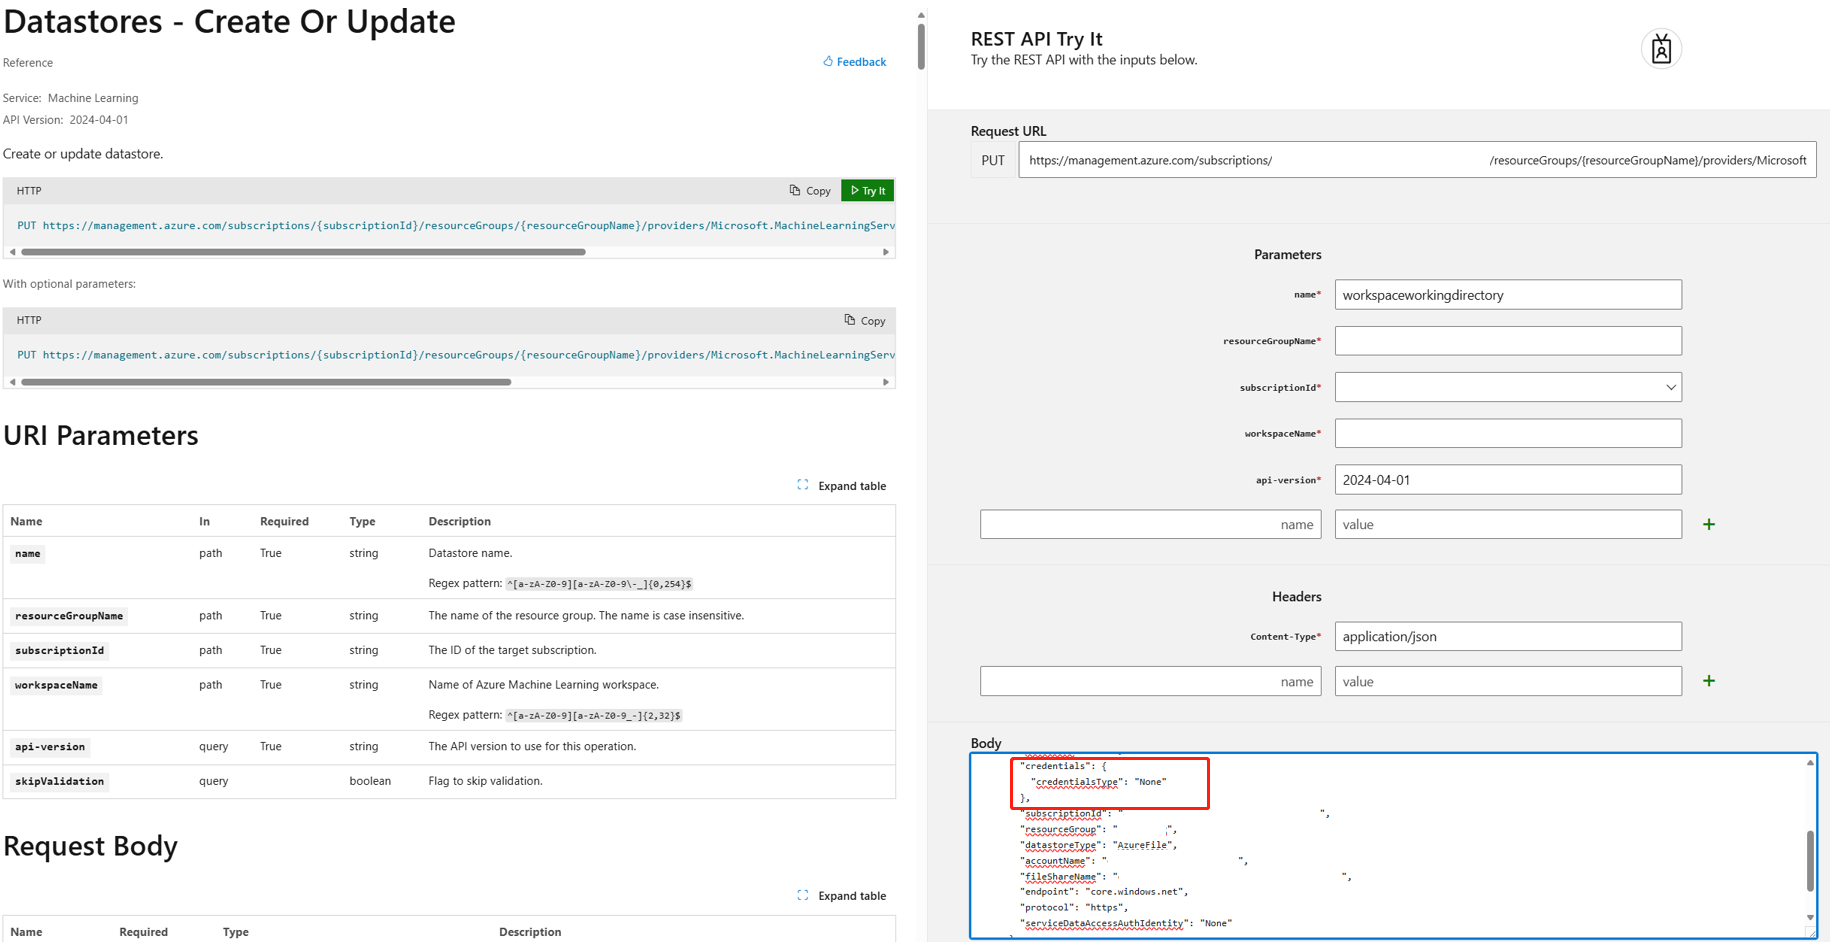 Datastores - Create Or Update
Reference
Feedback
Service: Machine Learning
API Version: 2024-04-01
Create or update datastore.
HTTP
Copy
Try It
PUT https://management.azure.com/subscriptions/{subscriptionId}/resourceGroups/{resourceGroupName}/providers/Microsoft.MachineLearningServ
With optional parameters:
HTTP
Copy
PUT https://management.azure.com/subscriptions/{subscriptionId}/resourceGroups/{resourceGroupName}/providers/Microsoft.MachineLearningServ
URI Parameters
Expand table
Name In Required Type Description
name path True string Datastore name.
Regex pattern: ^[a-zA-Z0-9][a-zA-Z0-9\-_]{0,254}$
resourceGroupName path True string The name of the resource group. The name is case insensitive.
subscriptionId path True string The ID of the target subscription.
workspaceName path True string Name of Azure Machine Learning workspace.
Regex pattern: ^[a-zA-Z0-9][a-zA-Z0-9_-]{2,32}$
api-version query True string The API version to use for this operation.
skipValidation query boolean Flag to skip validation.
Request Body
Expand table
Name Required Type Description
REST API Try It
Try the REST API with the inputs below.
Request URL
PUT https://management.azure.com/subscriptions/ /resourceGroups/{resourceGroupName}/providers/Microsoft
Parameters
name* workspaceworkingdirectory
resourceGroupName*
subscriptionId*
workspaceName*
api-version* 2024-04-01
name value +
Headers
Content-Type* application/json
name value +
Body
"credentials": {
"credentialsType": "None"
},
"subscriptionId": " ",
"resourceGroup": " ",
"datastoreType": "AzureFile",
"accountName": " ",
"fileShareName": " ",
"endpoint": "core.windows.net",
"protocol": "https",
"serviceDataAccessAuthIdentity": "None"